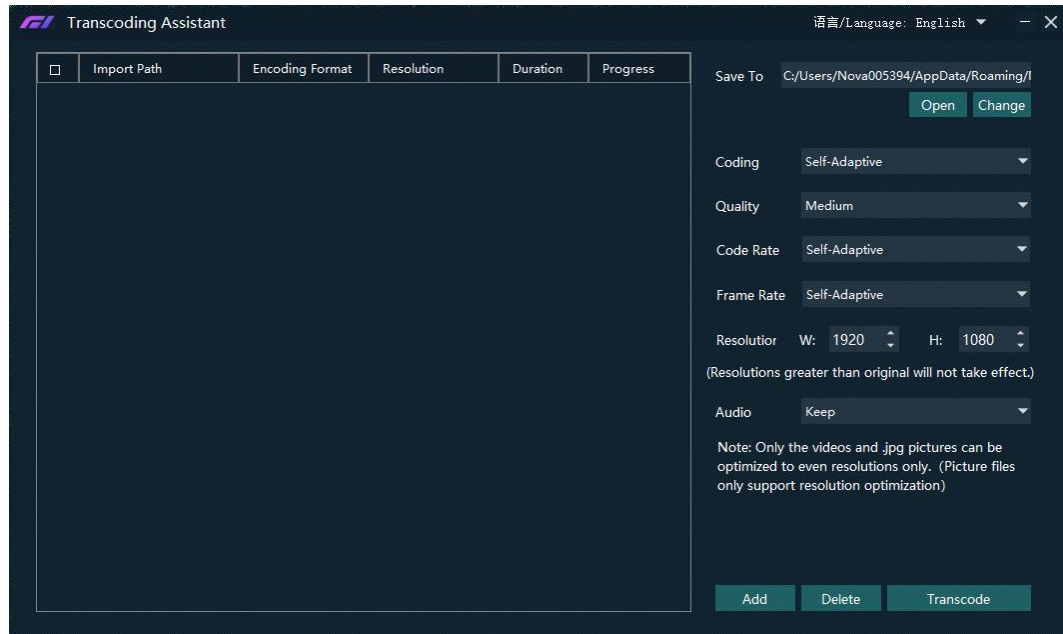 Transcoding Assistant
语言/Language: English
Import Path Encoding Format Resolution Duration Progress
Save To C:/Users/Nova005394/AppData/Roaming/
Open Change
Coding Self-Adaptive
Quality Medium
Code Rate Self-Adaptive
Frame Rate Self-Adaptive
Resolutior W: 1920 H: 1080
(Resolutions greater than original will not take effect.)
Audio Keep
Note: Only the videos and .jpg pictures can be
optimized to even resolutions only. (Picture files
only support resolution optimization)
Add Delete Transcode